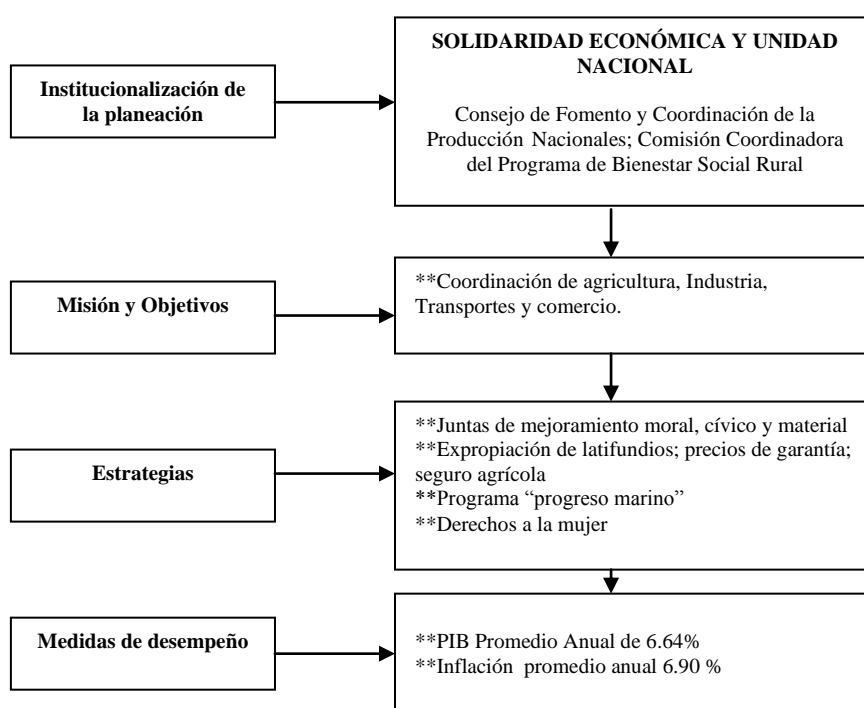 Institucionalización de
la planeación
SOLIDARIDAD ECONÓMICA Y UNIDAD
NACIONAL
Consejo de Fomento y Coordinación de la
Producción Nacionales; Comisión Coordinadora
del Programa de Bienestar Social Rural
Misión y Objetivos
**Coordinación de agricultura, Industria,
Transportes y comercio.
Estrategias
**Juntas de mejoramiento moral, cívico y material
**Expropiación de latifundios; precios de garantía;
seguro agrícola
**Programa “progreso marino”
**Derechos a la mujer
Medidas de desempeño
**PIB Promedio Anual de 6.64%
**Inflación promedio anual 6.90 %